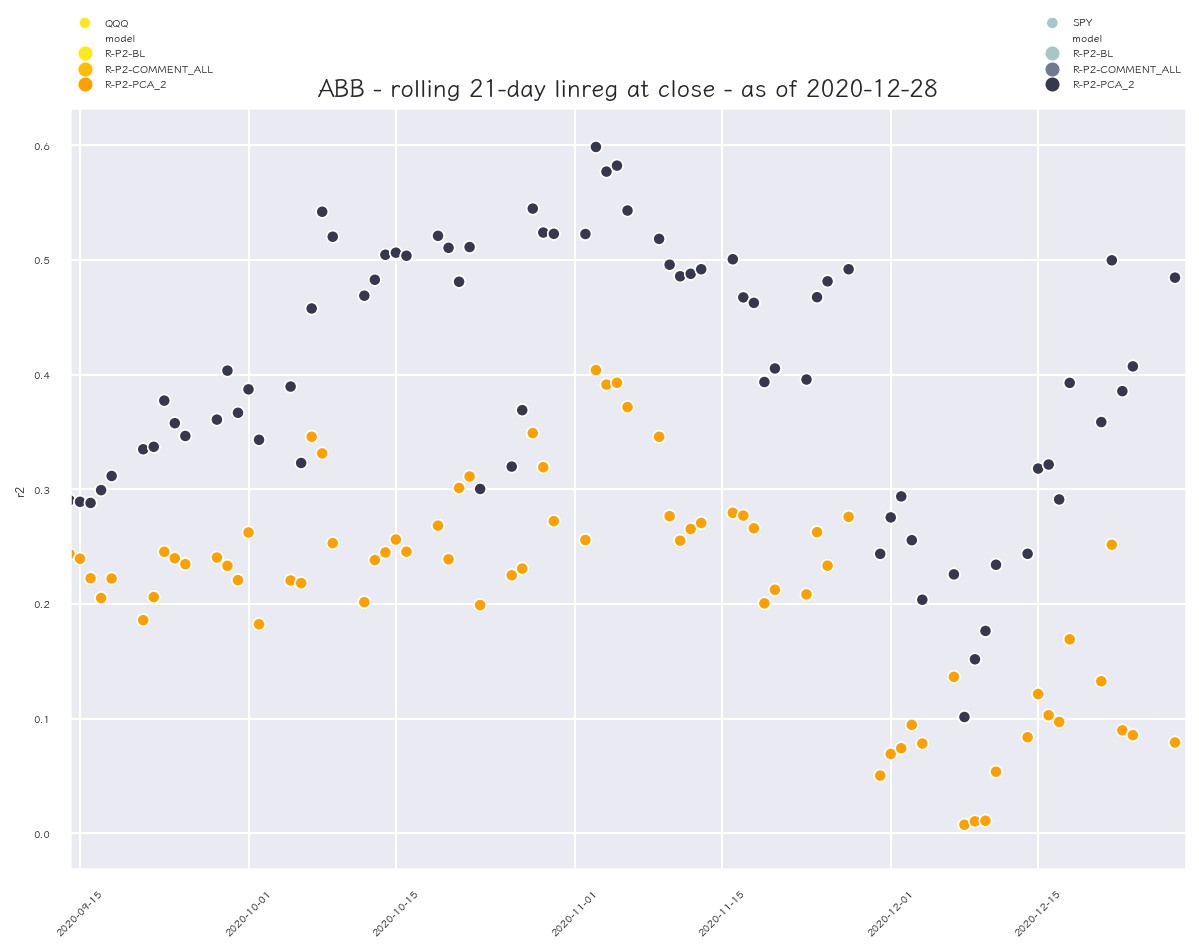 QQQ
model
R-P2-BL
R-P2-COMMENT_ALL
R-P2-PCA_2
SPY
model
R-P2-BL
R-P2-COMMENT_ALL
R-P2-PCA_2
ABB - rolling 21-day linreg at close - as of 2020-12-28
0.6
0.5
0.4
0.3
0.2
0.1
0.0
r2
2020-09-15
2020-10-01
2020-10-15
2020-11-01
2020-11-15
2020-12-01
2020-12-15